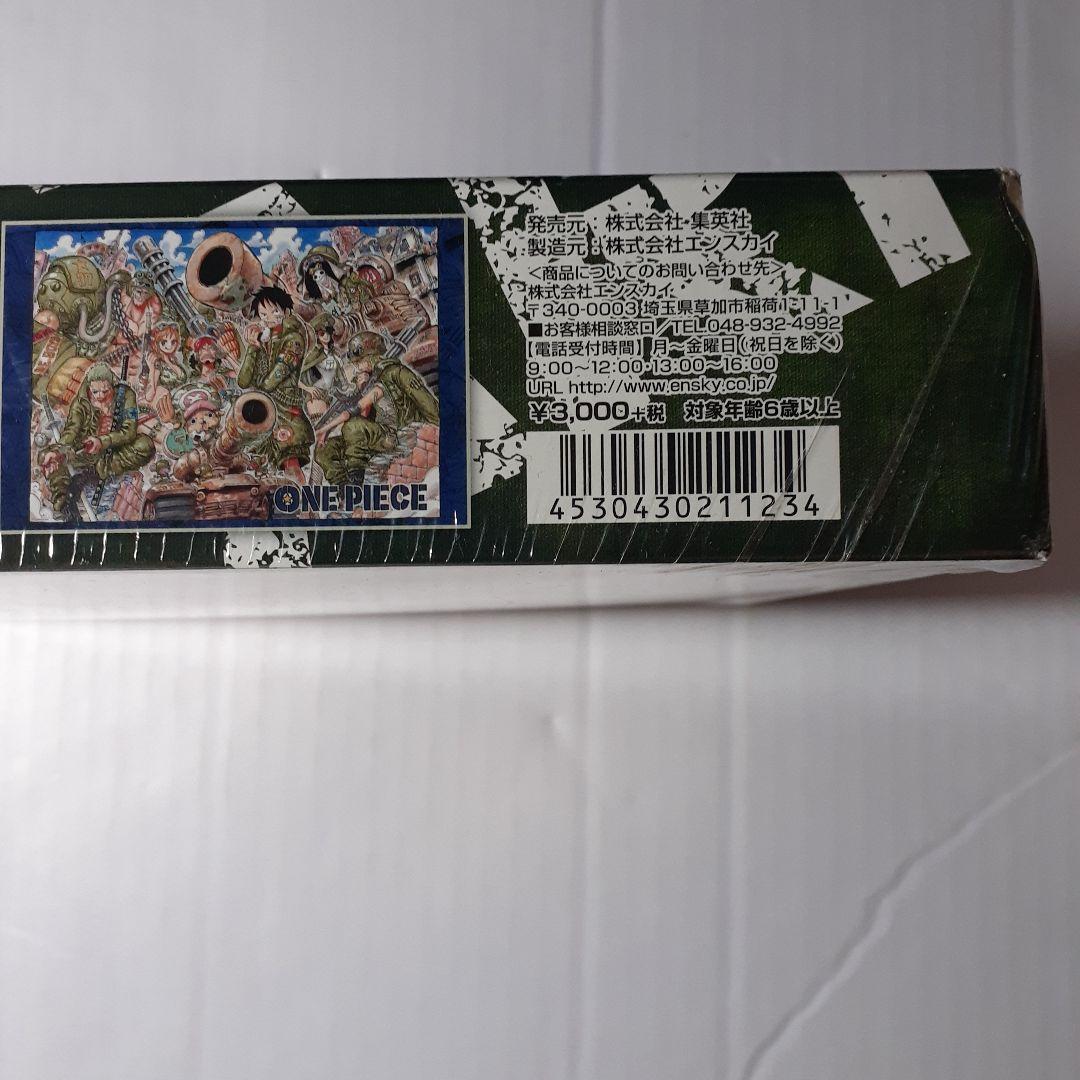 発売元：株式会社 集英社
製造元：株式会社エンスカイ
<商品についてのお問い合わせ先>
株式会社エンスカイ
〒340-0003 埼玉県草加市稲荷1-11-1
■お客様相談窓口／TEL048-932-4992
【電話受付時間】月～金曜日(祝日を除く)
9:00～12:00・13:00～16:00
URL http://www.ensky.co.jp/
¥3,000+税 対象年齢6歳以上
4530430211234
ONE PIECE